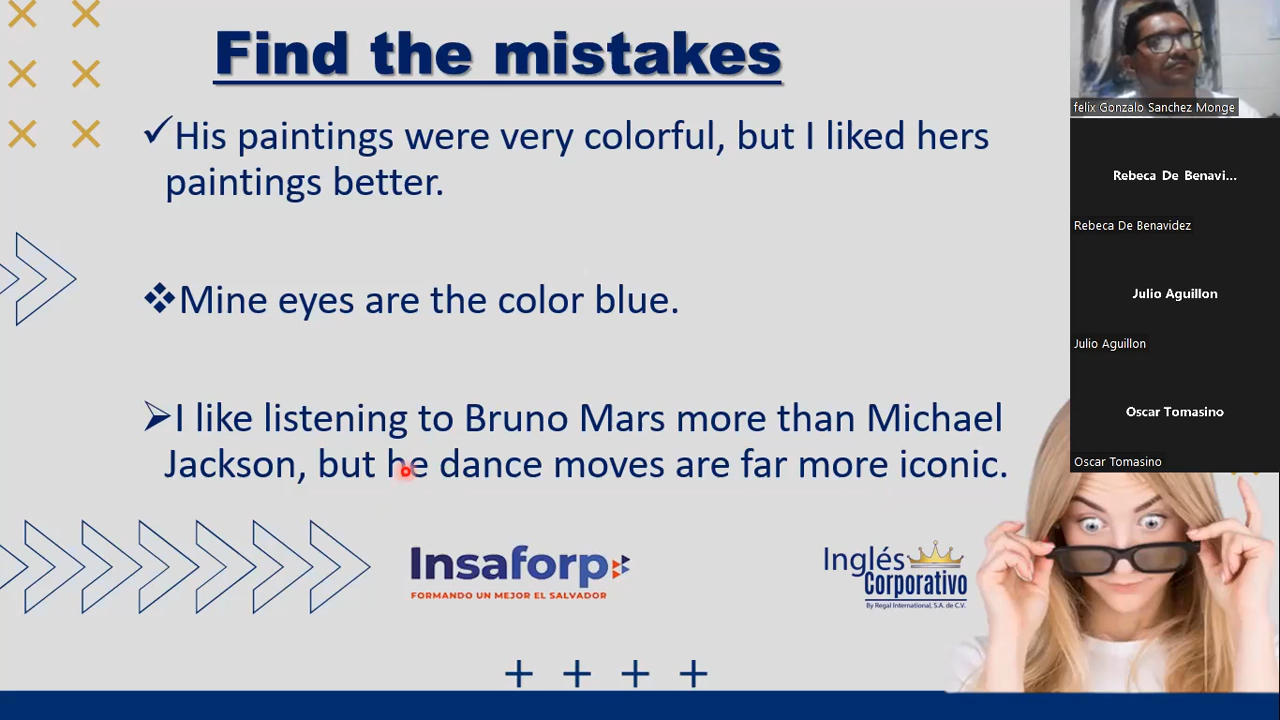 Find the mistakes
His paintings were very colorful, but I liked hers
paintings better.
Mine eyes are the color blue.
I like listening to Bruno Mars more than Michael
Jackson, but he dance moves are far more iconic.
Insaforp
FORMANDO UN MEJOR EL SALVADOR
Inglés
Corporativo
By Regal International, S.A. de C.V.
felix Gonzalo Sanchez Monge
Rebeca De Benavi...
Rebeca De Benavidez
Julio Aguillon
Julio Aguillon
Oscar Tomasino
Oscar Tomasino